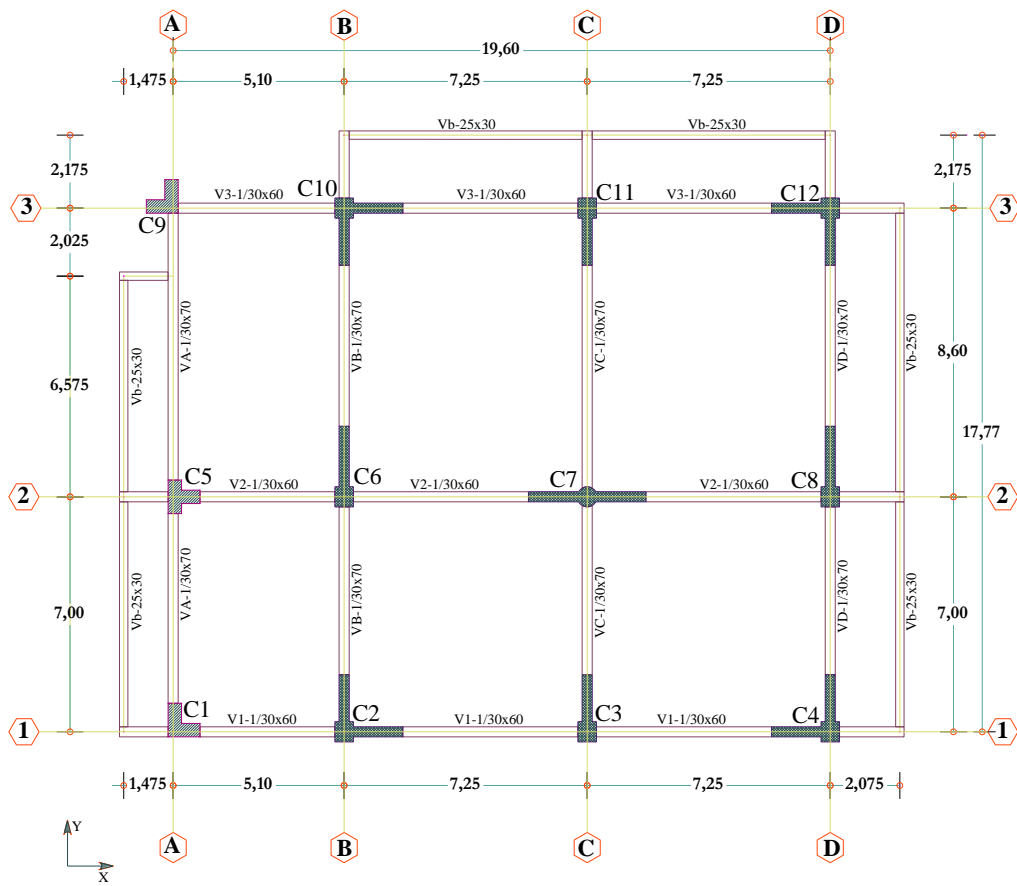 A B C D
19,60
1,475 5,10 7,25 7,25
Vb-25x30 Vb-25x30
2,175 2,175
C10 C11 C12
V3-1/30x60 V3-1/30x60 V3-1/30x60
3 3
C9
2,025
VA-1/30x70 VB-1/30x70 VC-1/30x70 VD-1/30x70 Vb-25x30
Vb-25x30
8,60
6,575
17,77
C5 C6 C7 C8
V2-1/30x60 V2-1/30x60 V2-1/30x60
2 2
Vb-25x30 VA-1/30x70 VB-1/30x70 VC-1/30x70 VD-1/30x70 Vb-25x30
7,00 7,00
C1 C2 C3 C4
V1-1/30x60 V1-1/30x60 V1-1/30x60
1 1
1,475 5,10 7,25 7,25 2,075
Y
A B C D
X